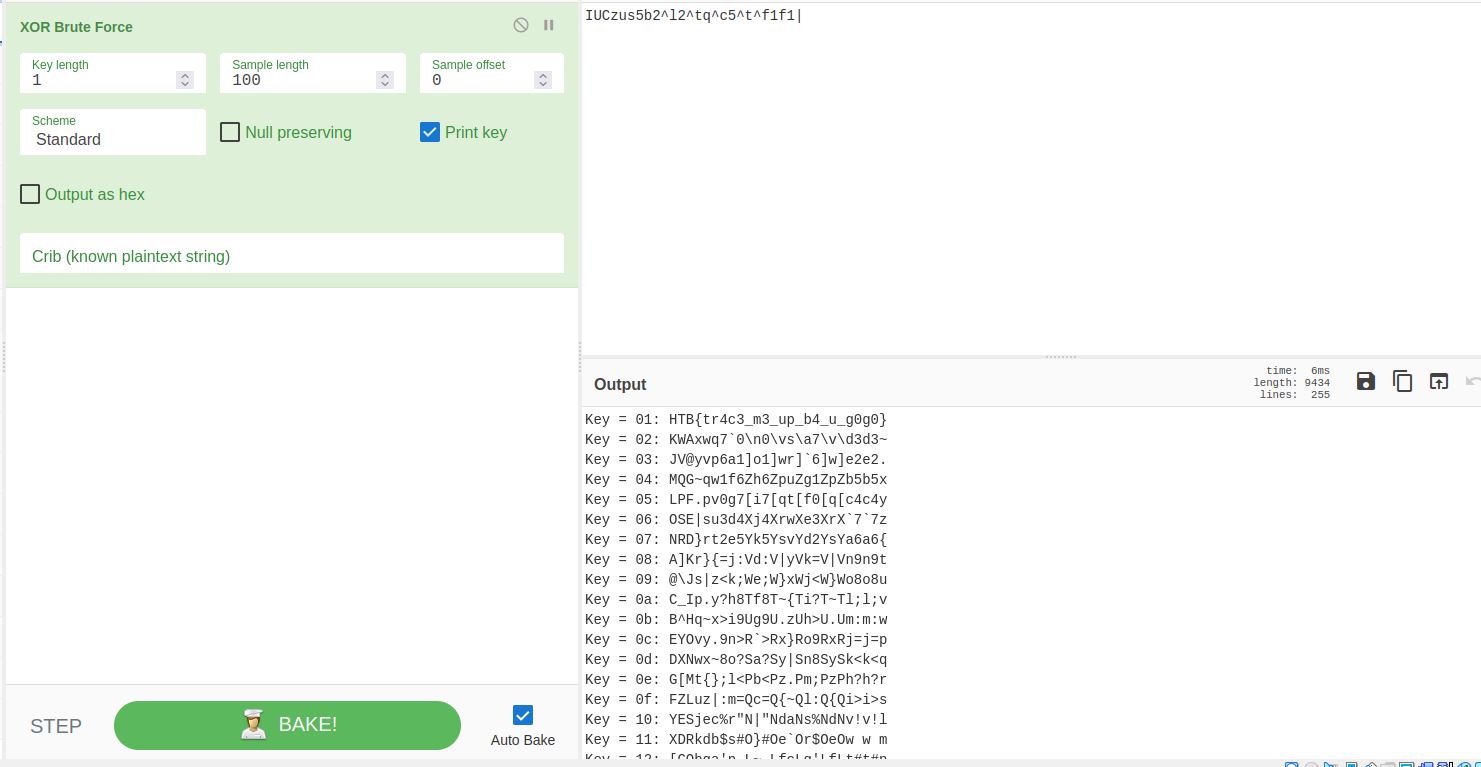 XOR Brute Force
Key length
1
Sample length
100
Sample offset
0
Scheme
Standard
Null preserving
Print key
Output as hex
Crib (known plaintext string)
STEP
BAKE!
Auto Bake
IUCzus5b2^l2^tq^c5^t^f1f1|
Output
time: 6ms
length: 9434
lines: 255
Key = 01: HTB{tr4c3_m3_up_b4_u_g0g0}
Key = 02: KWAxwq7`0\n0\vs\a7\v\d3d3~
Key = 03: JV@yvp6a1]o1]wr]`6]w]e2e2.
Key = 04: MQG~qw1f6Zh6ZpuZg1ZpZb5b5x
Key = 05: LPF.pv0g7[i7[qt[f0[q[c4c4y
Key = 06: OSE|su3d4Xj4XrwXe3XrX`7`7z
Key = 07: NRD}rt2e5Yk5YsvYd2YsYa6a6{
Key = 08: A]Kr}{=j:Vd:V|yVk=V|Vn9n9t
Key = 09: @\Js|z<k;We;W}xWj<W}Wo8o8u
Key = 0a: C_Ip.y?h8Tf8T~{Ti?T~Tl;l;v
Key = 0b: B^Hq~x>i9Ug9U.zUh>U.Um:m:w
Key = 0c: EYOvy.9n>R`>Rx}Ro9RxRj=j=p
Key = 0d: DXNwx~8o?Sa?Sy|Sn8SySk<k<q
Key = 0e: G[Mt{};l<Pb<Pz.Pm;PzPh?h?r
Key = 0f: FZLuz|:m=Qc=Q{~Ql:Q{Qi>i>s
Key = 10: YESjec%r"N|"NdaNs%NdNv!v!l
Key = 11: XDRkdb$s#O}#Oe`Or$OeOw w m